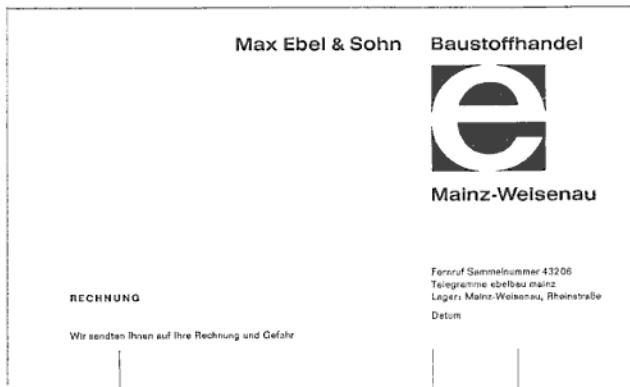 Max Ebel & Sohn Baustoffhandel
e
Mainz-Weisenau
Fernruf Sammelnummer 43206
Telegramme ebelbau mainz
Lager: Mainz-Weisenau, Rheinstraße
Datum
RECHNUNG
Wir sandten Ihnen auf Ihre Rechnung und Gefahr